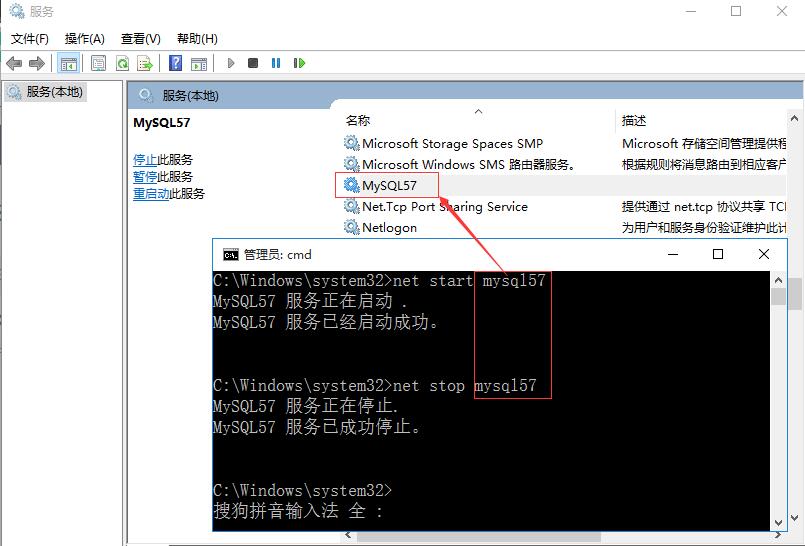 服务
文件(F) 操作(A) 查看(V) 帮助(H)
服务(本地)
服务(本地)
MySQL57
停止此服务
暂停此服务
重启动此服务
名称 描述
Microsoft Storage Spaces SMP Microsoft 存储空间管理提供程
Microsoft Windows SMS 路由器服务。 根据规则将消息路由到相应客户
MySQL57
Net.Tcp Port Sharing Service 提供通过 net.tcp 协议共享 TCI
Netlogon 为用户和服务身份验证维护此计
管理员: cmd
C:\Windows\system32>net start mysql57
MySQL57 服务正在启动 .
MySQL57 服务已经启动成功。
C:\Windows\system32>net stop mysql57
MySQL57 服务正在停止.
MySQL57 服务已成功停止。
C:\Windows\system32>
搜狗拼音输入法 全 :